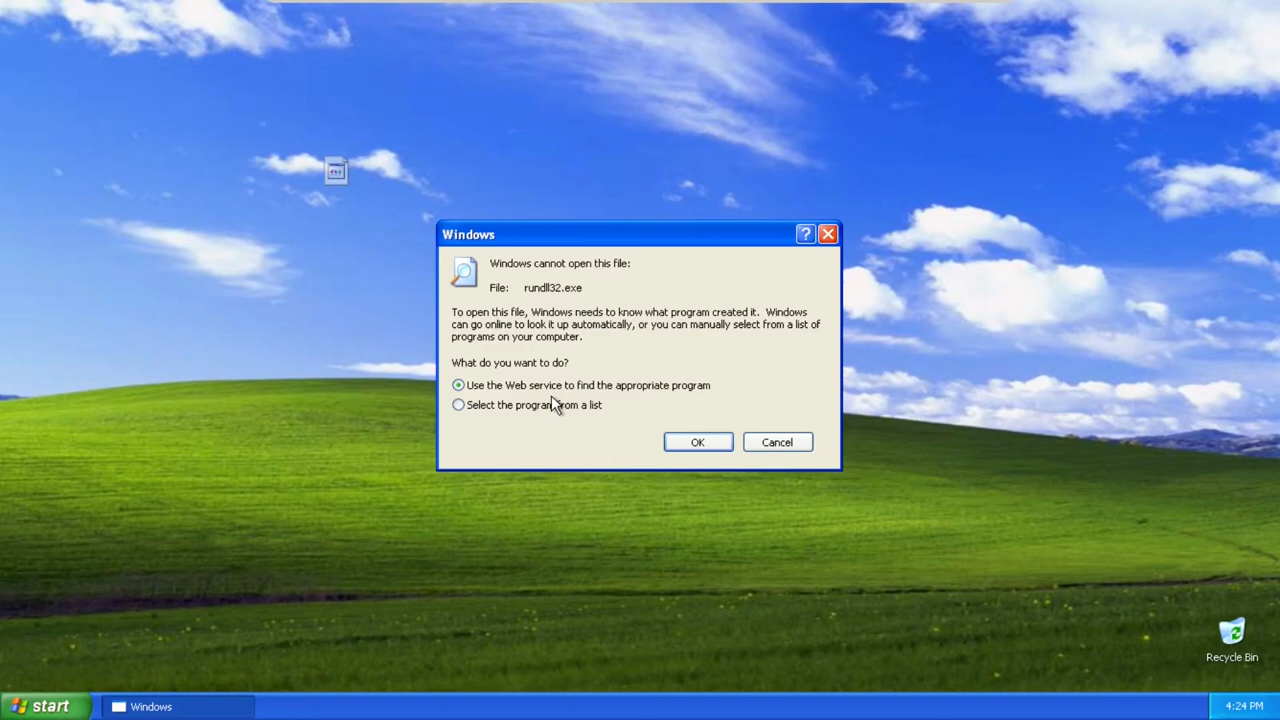 Windows
Windows cannot open this file:
File: rundll32.exe
To open this file, Windows needs to know what program created it. Windows
can go online to look it up automatically, or you can manually select from a list of
programs on your computer.
What do you want to do?
Use the Web service to find the appropriate program
Select the program from a list
OK
Cancel
Recycle Bin
start
Windows
4:24 PM